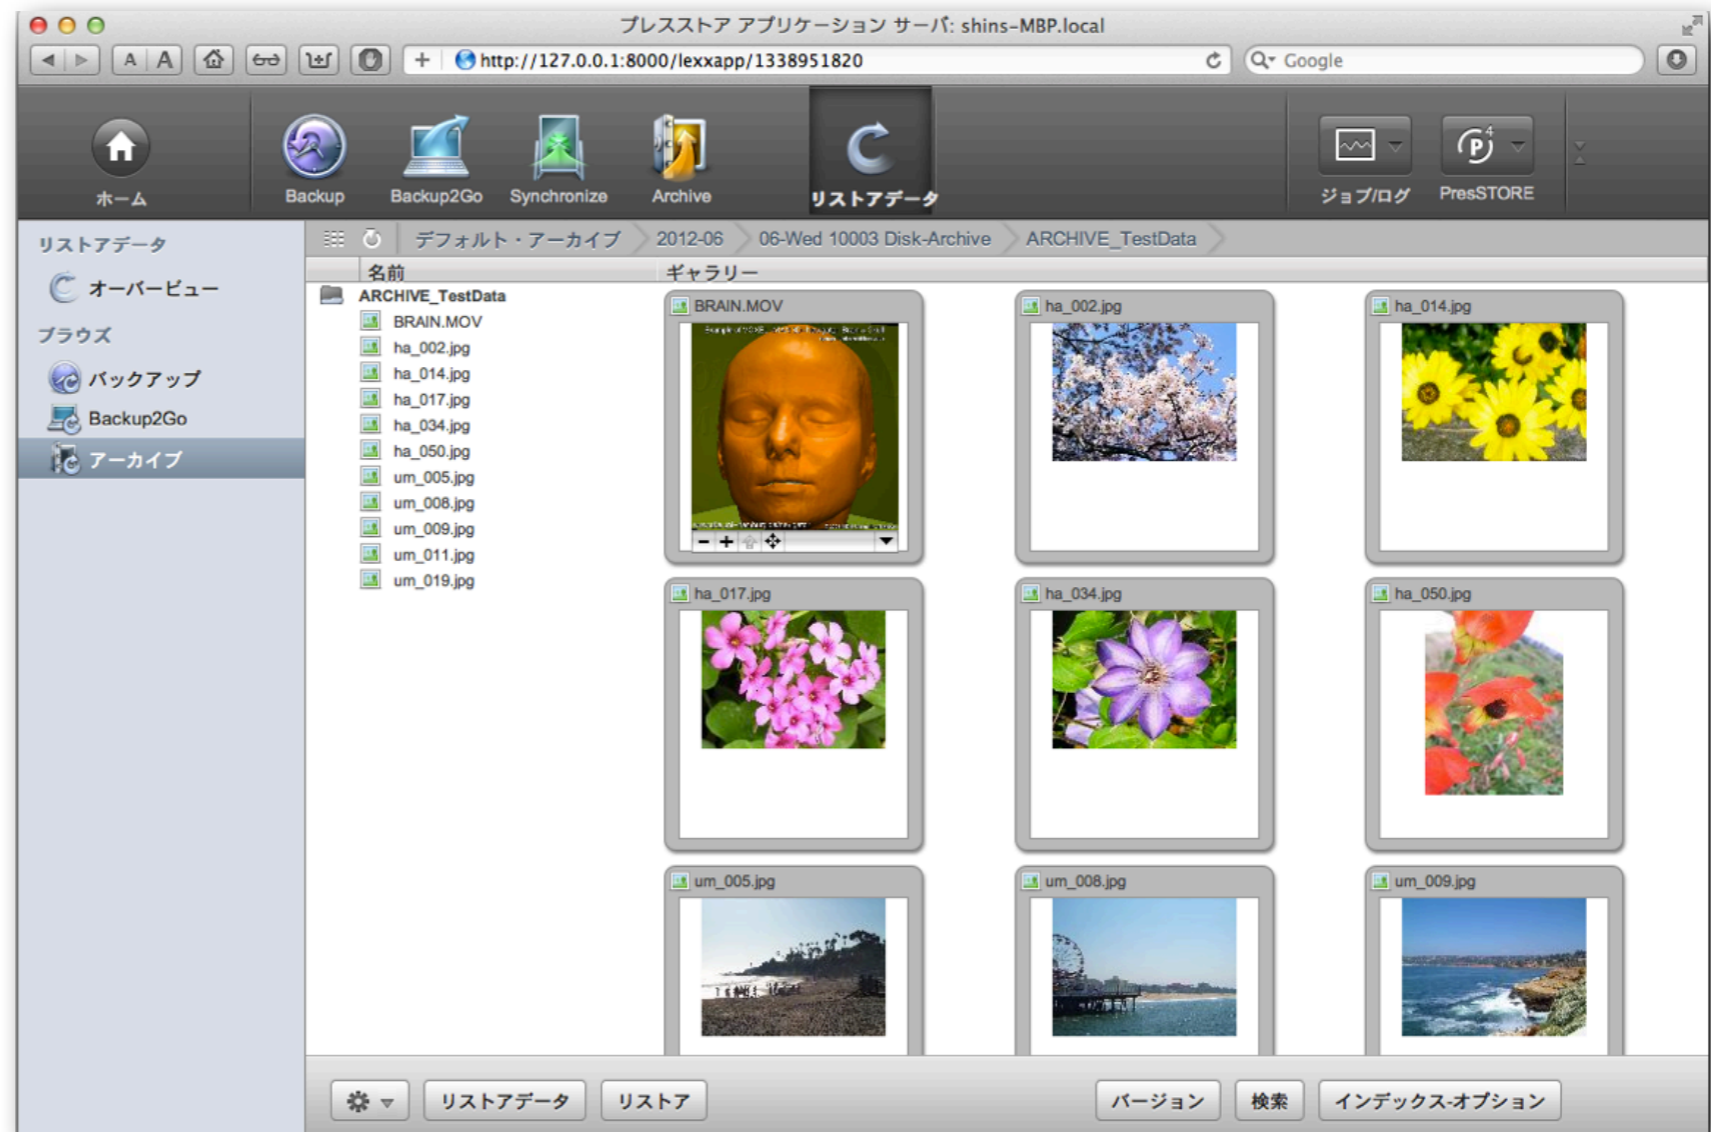 プレスストア アプリケーション サーバ: shins-MBP.local
A A + http://127.0.0.1:8000/lexxapp/1338951820 Google
ホーム Backup Backup2Go Synchronize Archive リストアデータ ジョブ/ログ PresSTORE
リストアデータ
オーバービュー
ブラウズ
バックアップ
Backup2Go
アーカイブ
デフォルト・アーカイブ 2012-06 06-Wed 10003 Disk-Archive ARCHIVE_TestData
名前 ギャラリー
ARCHIVE_TestData
BRAIN.MOV
ha_002.jpg
ha_014.jpg
ha_017.jpg
ha_034.jpg
ha_050.jpg
um_005.jpg
um_008.jpg
um_009.jpg
um_011.jpg
um_019.jpg
BRAIN.MOV ha_002.jpg ha_014.jpg
ha_017.jpg ha_034.jpg ha_050.jpg
um_005.jpg um_008.jpg um_009.jpg
リストアデータ リストア バージョン 検索 インデックス-オプション